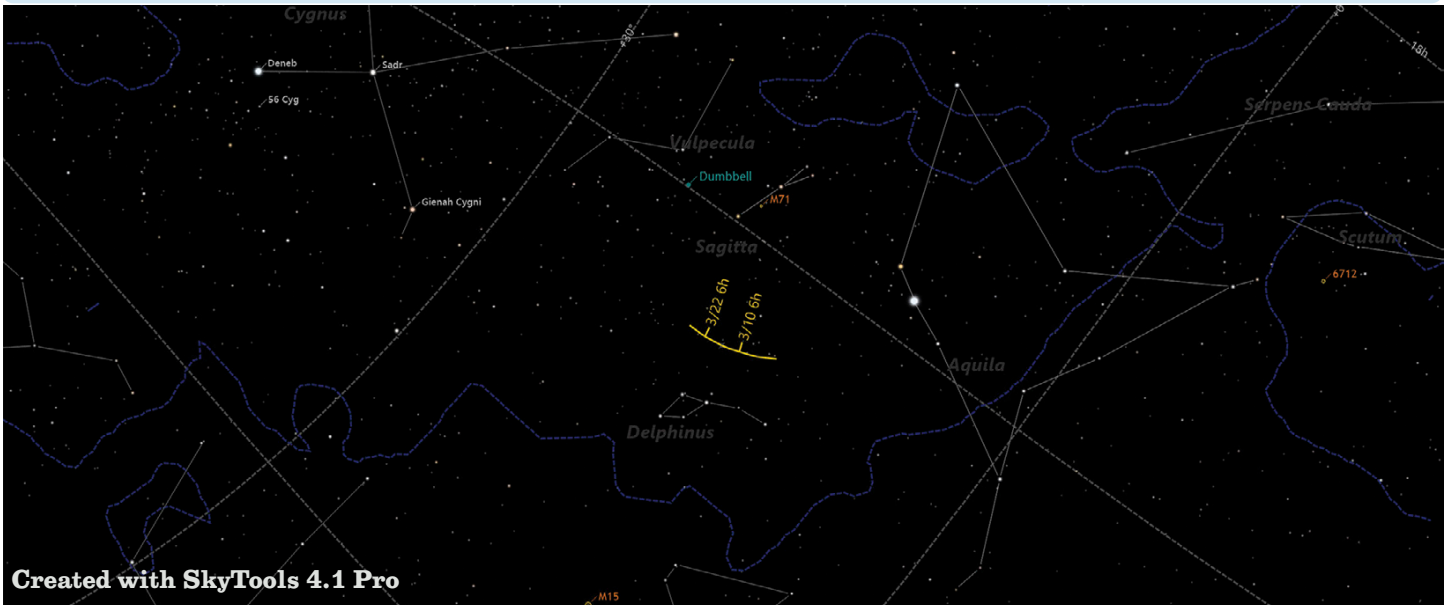 Cygnus
+30°
+0
18h
Deneb
Sadr
56 Cyg
Serpens Cauda
Vulpecula
Dumbbell
M71
Gienah Cygni
Sagitta
Scutum
6712
3/22 6h
3/10 6h
Aquila
Delphinus
Created with SkyTools 4.1 Pro
M15